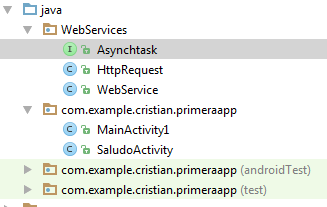 java
WebServices
I Asynchtask
C HttpRequest
C WebService
com.example.cristian.primeraapp
C MainActivity1
C SaludoActivity
com.example.cristian.primeraapp (androidTest)
com.example.cristian.primeraapp (test)